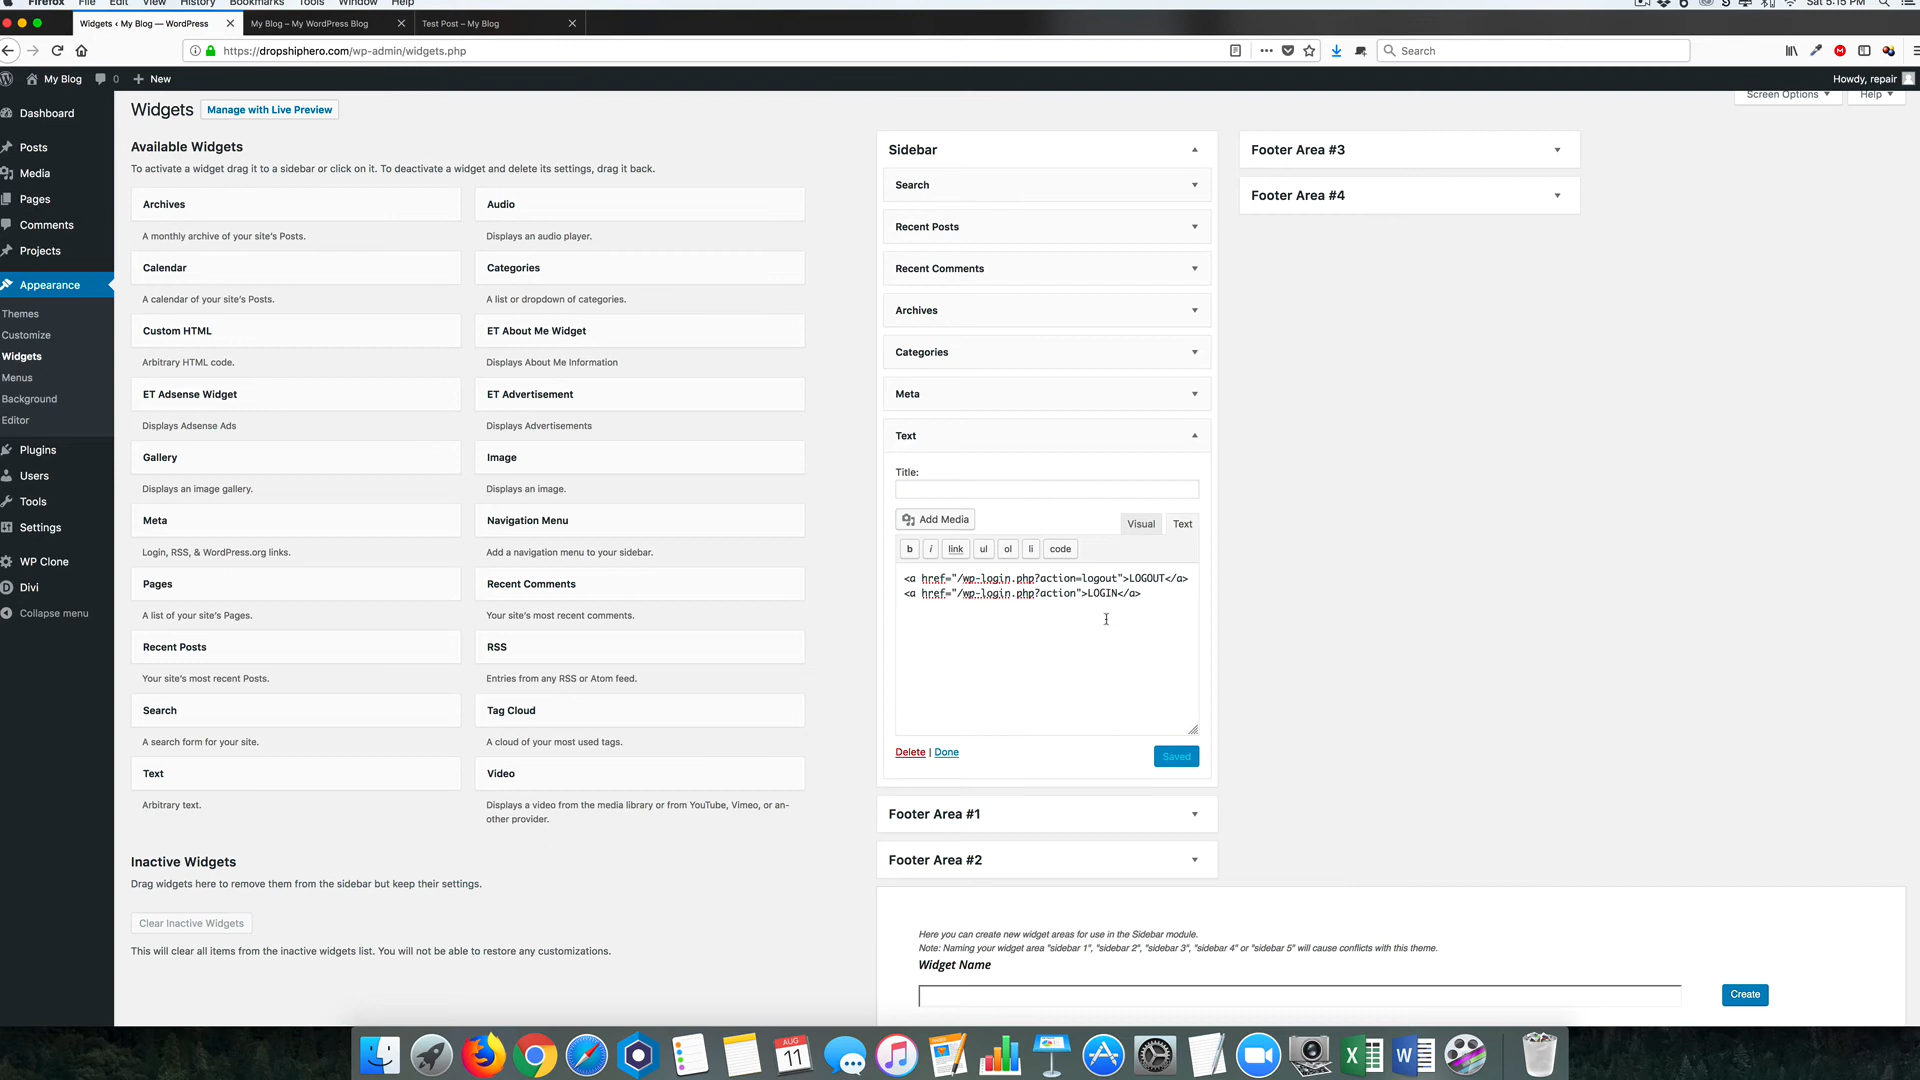 Firefox File Edit View History Bookmarks Tools Window Help
Sat 5:15 PM
Widgets ‹ My Blog — WordPress
My Blog – My WordPress Blog
Test Post – My Blog
https://dropshiphero.com/wp-admin/widgets.php
Search
My Blog 0 New
Howdy, repair
Dashboard
Posts
Media
Pages
Comments
Projects
Appearance
Themes
Customize
Widgets
Menus
Background
Editor
Plugins
Users
Tools
Settings
WP Clone
Divi
Collapse menu
Widgets Manage with Live Preview
Screen Options Help
Available Widgets
To activate a widget drag it to a sidebar or click on it. To deactivate a widget and delete its settings, drag it back.
Archives
A monthly archive of your site's Posts.
Audio
Displays an audio player.
Calendar
A calendar of your site's Posts.
Categories
A list or dropdown of categories.
Custom HTML
Arbitrary HTML code.
ET About Me Widget
Displays About Me Information
ET Adsense Widget
Displays Adsense Ads
ET Advertisement
Displays Advertisements
Gallery
Displays an image gallery.
Image
Displays an image.
Meta
Login, RSS, & WordPress.org links.
Navigation Menu
Add a navigation menu to your sidebar.
Pages
A list of your site's Pages.
Recent Comments
Your site's most recent comments.
Recent Posts
Your site's most recent Posts.
RSS
Entries from any RSS or Atom feed.
Search
A search form for your site.
Tag Cloud
A cloud of your most used tags.
Text
Arbitrary text.
Video
Displays a video from the media library or from YouTube, Vimeo, or an-
other provider.
Inactive Widgets
Drag widgets here to remove them from the sidebar but keep their settings.
Clear Inactive Widgets
This will clear all items from the inactive widgets list. You will not be able to restore any customizations.
Sidebar
Search
Recent Posts
Recent Comments
Archives
Categories
Meta
Text
Title:
Add Media
Visual Text
b i link ul ol li code
<a href="/wp-login.php?action=logout">LOGOUT</a>
<a href="/wp-login.php?action">LOGIN</a>
Delete | Done
Saved
Footer Area #1
Footer Area #2
Footer Area #3
Footer Area #4
Here you can create new widget areas for use in the Sidebar module.
Note: Naming your widget area "sidebar 1", "sidebar 2", "sidebar 3", "sidebar 4" or "sidebar 5" will cause conflicts with this theme.
Widget Name
Create
AUG
11